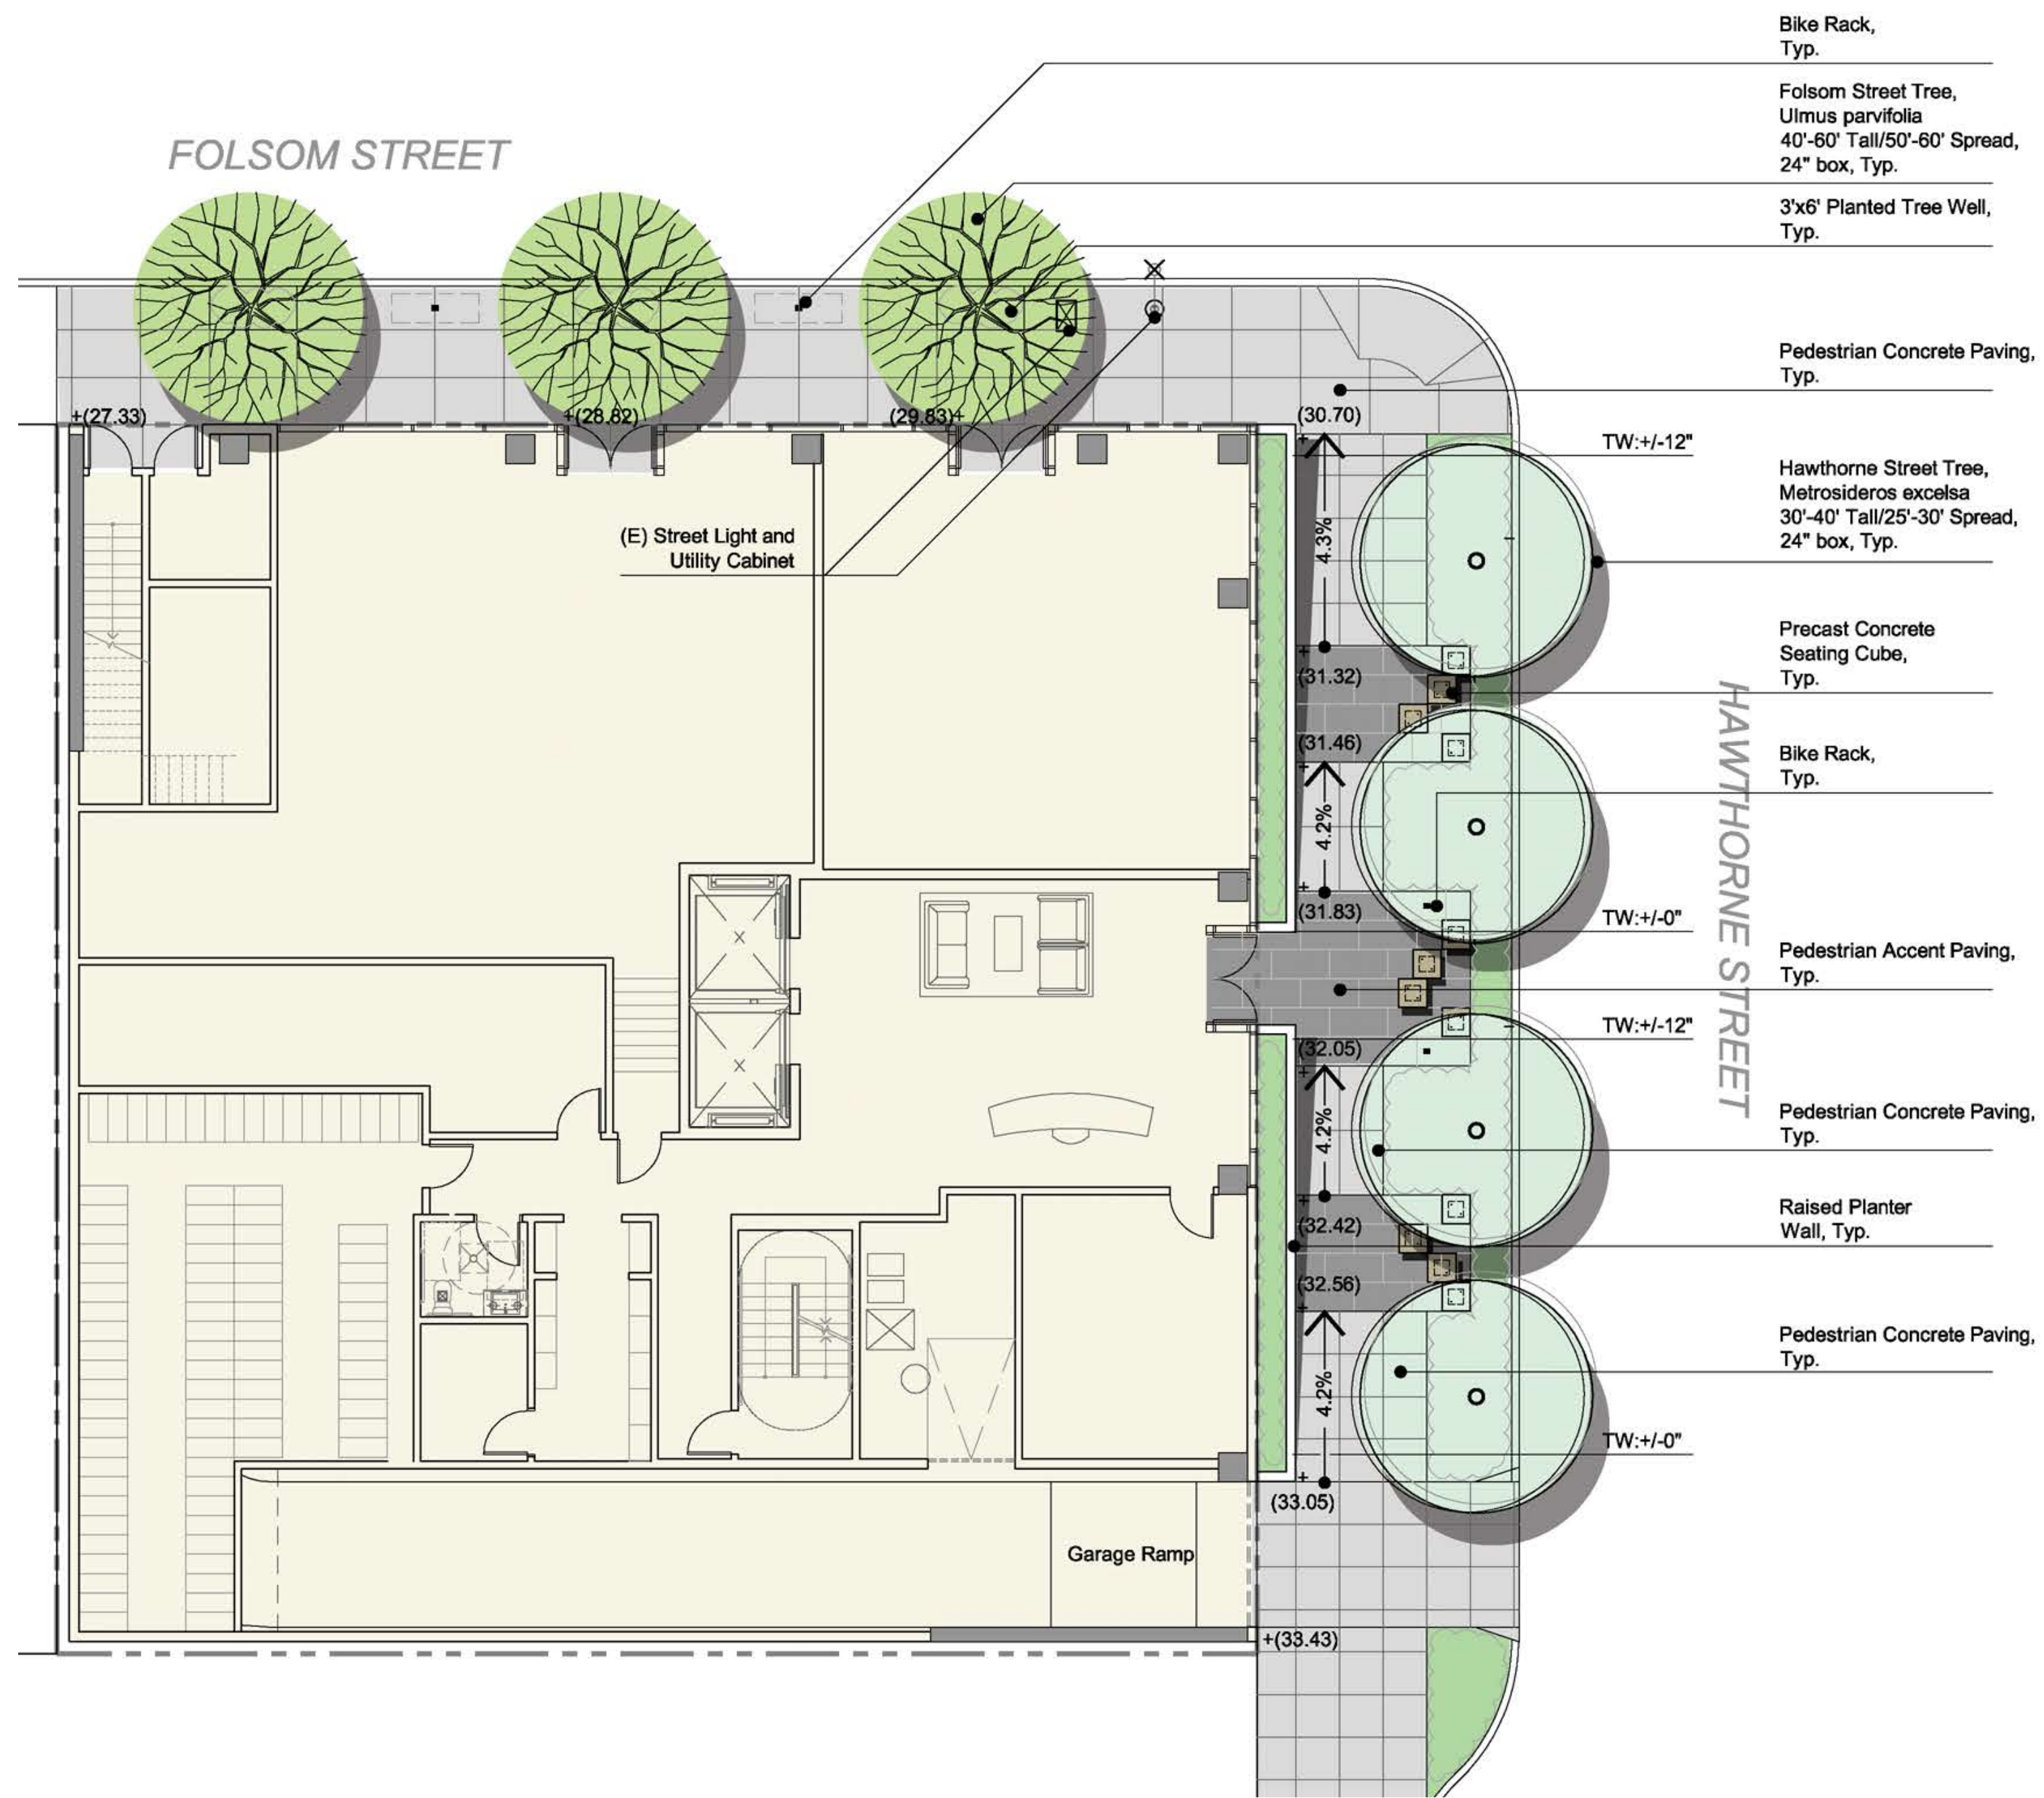 Bike Rack,
Typ.
Folsom Street Tree,
Ulmus parvifolia
40'-60' Tall/50'-60' Spread,
24" box, Typ.
FOLSOM STREET
3'x6' Planted Tree Well,
Typ.
Pedestrian Concrete Paving,
Typ.
+(27.33)
+(28.82)
(29.83)+
(30.70)
TW:+/-12"
Hawthorne Street Tree,
Metrosideros excelsa
30'-40' Tall/25'-30' Spread,
24" box, Typ.
(E) Street Light and
Utility Cabinet
4.3%
Precast Concrete
Seating Cube,
Typ.
(31.32)
HAWTHORNE STREET
(31.46)
Bike Rack,
Typ.
4.2%
(31.83)
TW:+/-0"
Pedestrian Accent Paving,
Typ.
TW:+/-12"
(32.05)
4.2%
Pedestrian Concrete Paving,
Typ.
Raised Planter
Wall, Typ.
(32.42)
(32.56)
Pedestrian Concrete Paving,
Typ.
4.2%
TW:+/-0"
(33.05)
Garage Ramp
+(33.43)